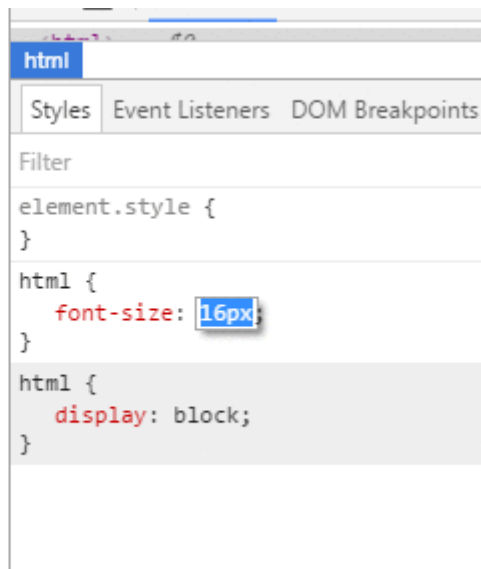 html
Styles Event Listeners DOM Breakpoints
Filter
element.style {
}
html {
font-size: 16px;
}
html {
display: block;
}